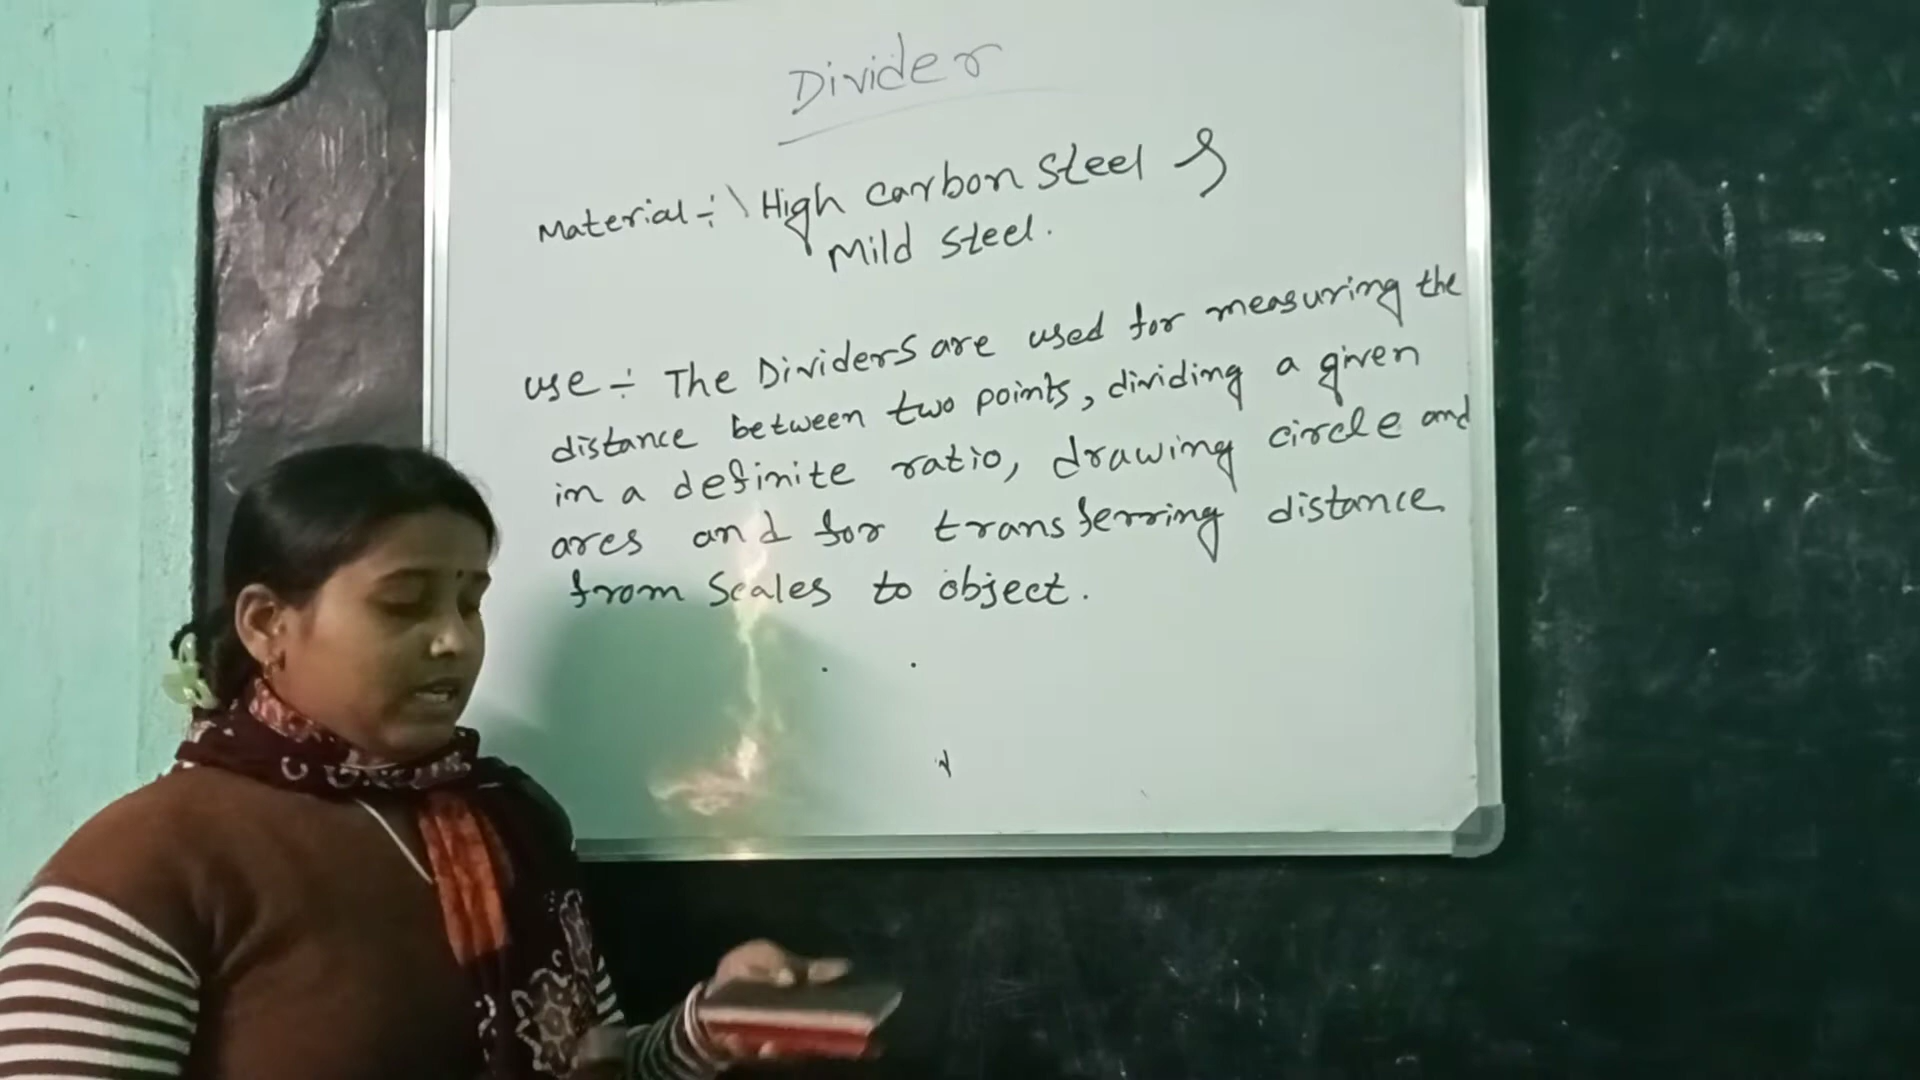 Divider
Material ÷ High carbon steel &
Mild steel.
use ÷ The Dividers are used for measuring the
distance between two points, dividing a given
in a definite ratio, drawing circle and
arcs and for transferring distance
from Scales to object.